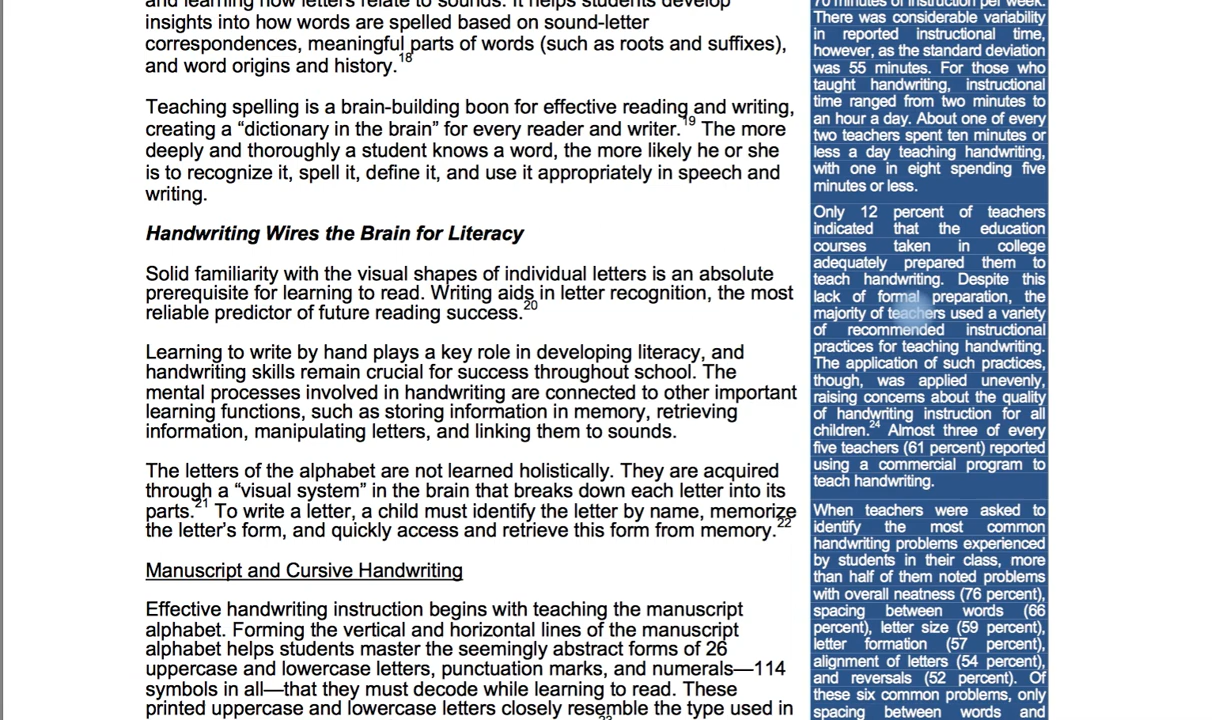 and learning how letters relate to sounds. It helps students develop
insights into how words are spelled based on sound-letter
correspondences, meaningful parts of words (such as roots and suffixes),
and word origins and history.18
Teaching spelling is a brain-building boon for effective reading and writing,
creating a “dictionary in the brain” for every reader and writer.19 The more
deeply and thoroughly a student knows a word, the more likely he or she
is to recognize it, spell it, define it, and use it appropriately in speech and
writing.
Handwriting Wires the Brain for Literacy
Solid familiarity with the visual shapes of individual letters is an absolute
prerequisite for learning to read. Writing aids in letter recognition, the most
reliable predictor of future reading success.20
Learning to write by hand plays a key role in developing literacy, and
handwriting skills remain crucial for success throughout school. The
mental processes involved in handwriting are connected to other important
learning functions, such as storing information in memory, retrieving
information, manipulating letters, and linking them to sounds.
The letters of the alphabet are not learned holistically. They are acquired
through a “visual system” in the brain that breaks down each letter into its
parts.21 To write a letter, a child must identify the letter by name, memorize
the letter’s form, and quickly access and retrieve this form from memory.22
Manuscript and Cursive Handwriting
Effective handwriting instruction begins with teaching the manuscript
alphabet. Forming the vertical and horizontal lines of the manuscript
alphabet helps students master the seemingly abstract forms of 26
uppercase and lowercase letters, punctuation marks, and numerals—114
symbols in all—that they must decode while learning to read. These
printed uppercase and lowercase letters closely resemble the type used in
23
70 minutes of instruction per week.
There was considerable variability
in reported instructional time,
however, as the standard deviation
was 55 minutes. For those who
taught handwriting, instructional
time ranged from two minutes to
an hour a day. About one of every
two teachers spent ten minutes or
less a day teaching handwriting,
with one in eight spending five
minutes or less.
Only 12 percent of teachers
indicated that the education
courses taken in college
adequately prepared them to
teach handwriting. Despite this
lack of formal preparation, the
majority of teachers used a variety
of recommended instructional
practices for teaching handwriting.
The application of such practices,
though, was applied unevenly,
raising concerns about the quality
of handwriting instruction for all
children.24 Almost three of every
five teachers (61 percent) reported
using a commercial program to
teach handwriting.
When teachers were asked to
identify the most common
handwriting problems experienced
by students in their class, more
than half of them noted problems
with overall neatness (76 percent),
spacing between words (66
percent), letter size (59 percent),
letter formation (57 percent),
alignment of letters (54 percent),
and reversals (52 percent). Of
these six common problems, only
spacing between words and